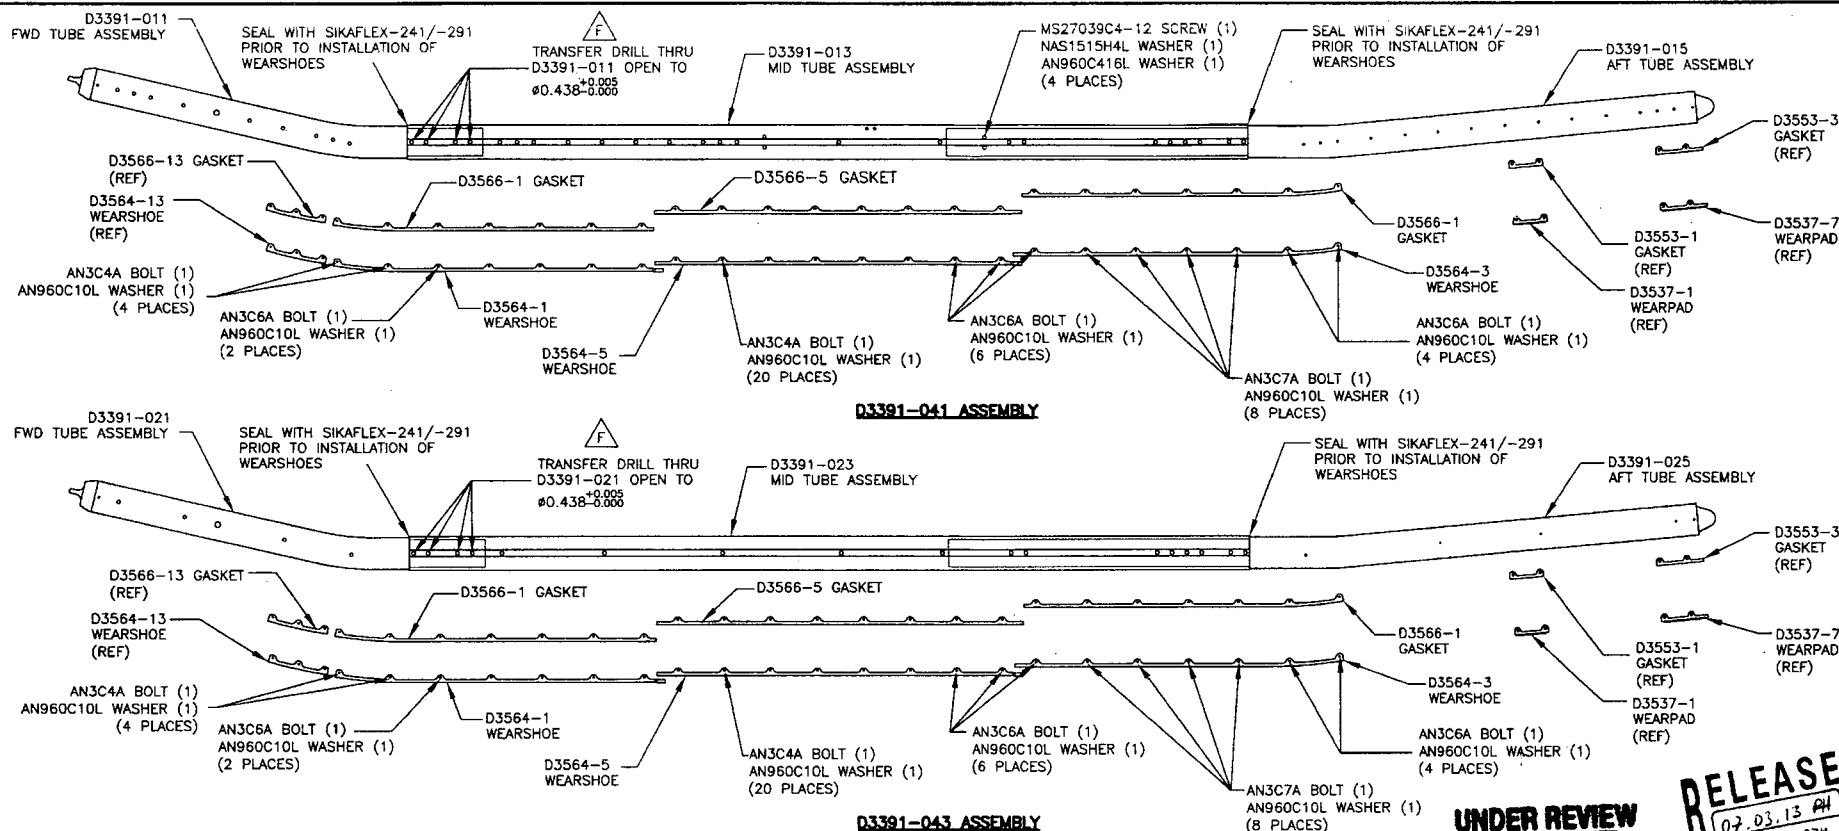 D3391-011
FWD TUBE ASSEMBLY
SEAL WITH SIKAFLEX-241/-291
PRIOR TO INSTALLATION OF
WEARSHOES
F
TRANSFER DRILL THRU
D3391-011 OPEN TO
ø0.438+0.005
-0.000
D3391-013
MID TUBE ASSEMBLY
MS27039C4-12 SCREW (1)
NAS1515H4L WASHER (1)
AN960C416L WASHER (1)
(4 PLACES)
SEAL WITH SIKAFLEX-241/-291
PRIOR TO INSTALLATION OF
WEARSHOES
D3391-015
AFT TUBE ASSEMBLY
D3553-3
GASKET
(REF)
D3566-13 GASKET
(REF)
D3566-1 GASKET
D3566-5 GASKET
D3564-13
WEARSHOE
(REF)
D3566-1
GASKET
D3553-1
GASKET
(REF)
D3537-7
WEARPAD
(REF)
AN3C4A BOLT (1)
AN960C10L WASHER (1)
(4 PLACES)
D3564-3
WEARSHOE
D3537-1
WEARPAD
(REF)
AN3C6A BOLT (1)
AN960C10L WASHER (1)
(2 PLACES)
D3564-1
WEARSHOE
D3564-5
WEARSHOE
AN3C4A BOLT (1)
AN960C10L WASHER (1)
(20 PLACES)
AN3C6A BOLT (1)
AN960C10L WASHER (1)
(6 PLACES)
AN3C7A BOLT (1)
AN960C10L WASHER (1)
(8 PLACES)
AN3C6A BOLT (1)
AN960C10L WASHER (1)
(4 PLACES)
D3391-041 ASSEMBLY
D3391-021
FWD TUBE ASSEMBLY
SEAL WITH SIKAFLEX-241/-291
PRIOR TO INSTALLATION OF
WEARSHOES
F
TRANSFER DRILL THRU
D3391-021 OPEN TO
ø0.438+0.005
-0.000
D3391-023
MID TUBE ASSEMBLY
SEAL WITH SIKAFLEX-241/-291
PRIOR TO INSTALLATION OF
WEARSHOES
D3391-025
AFT TUBE ASSEMBLY
D3553-3
GASKET
(REF)
D3566-13 GASKET
(REF)
D3566-1 GASKET
D3566-5 GASKET
D3564-13
WEARSHOE
(REF)
D3566-1
GASKET
D3553-1
GASKET
(REF)
D3537-7
WEARPAD
(REF)
AN3C4A BOLT (1)
AN960C10L WASHER (1)
(4 PLACES)
D3564-3
WEARSHOE
D3537-1
WEARPAD
(REF)
AN3C6A BOLT (1)
AN960C10L WASHER (1)
(2 PLACES)
D3564-1
WEARSHOE
D3564-5
WEARSHOE
AN3C4A BOLT (1)
AN960C10L WASHER (1)
(20 PLACES)
AN3C6A BOLT (1)
AN960C10L WASHER (1)
(6 PLACES)
AN3C7A BOLT (1)
AN960C10L WASHER (1)
(8 PLACES)
AN3C6A BOLT (1)
AN960C10L WASHER (1)
(4 PLACES)
D3391-043 ASSEMBLY
UNDER REVIEW
RELEASE
07.03.13